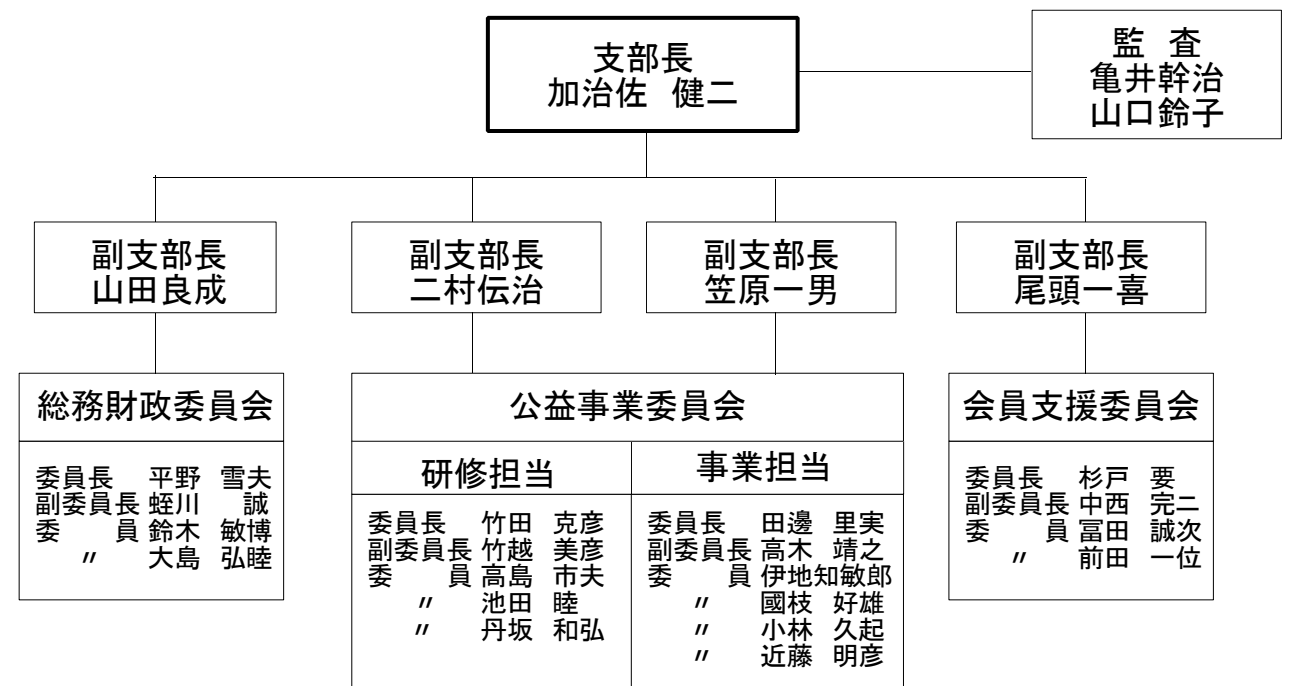 支部長
加治佐 健二
監 査
亀井幹治
山口鈴子
副支部長
山田良成
副支部長
二村伝治
副支部長
笠原一男
副支部長
尾頭一喜
総務財政委員会
委員長 平野 雪夫
副委員長 蛭川 誠
委 員 鈴木 敏博
〃 大島 弘睦
公益事業委員会
研修担当
委員長 竹田 克彦
副委員長 竹越 美彦
委 員 高島 市夫
〃 池田 睦
〃 丹坂 和弘
事業担当
委員長 田邊 里実
副委員長 高木 靖之
委 員 伊地知敏郎
〃 國枝 好雄
〃 小林 久起
〃 近藤 明彦
会員支援委員会
委員長 杉戸 要
副委員長 中西 完二
委 員 冨田 誠次
〃 前田 一位